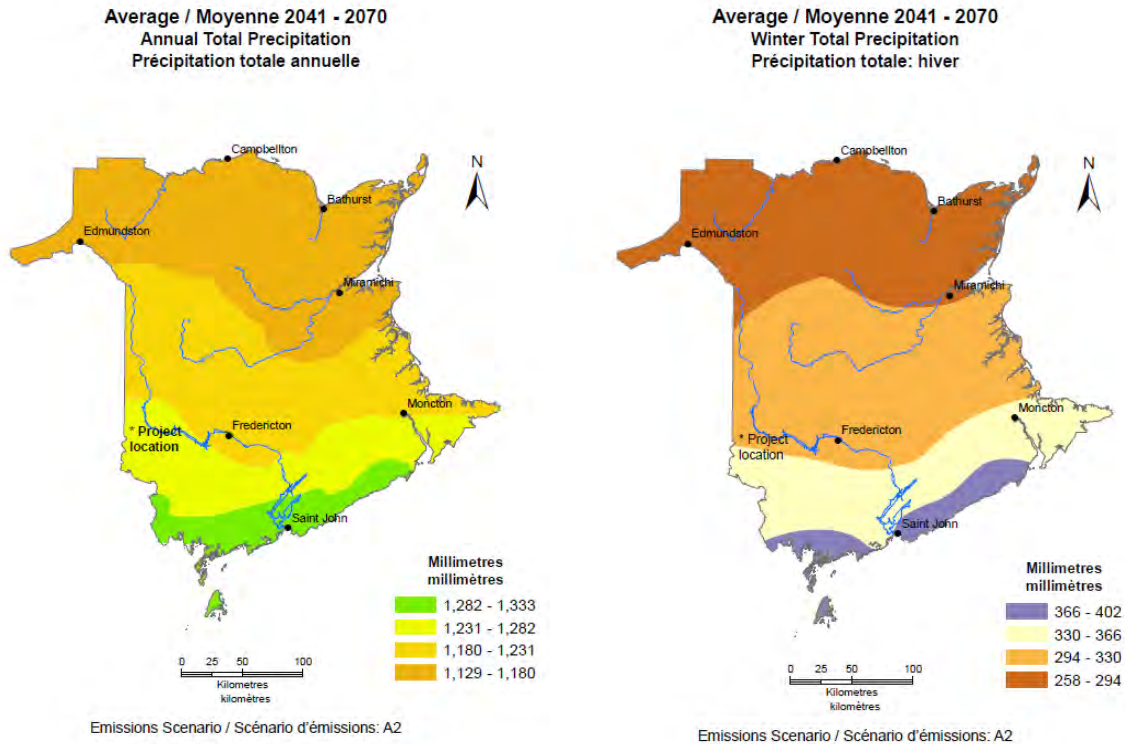 Average / Moyenne 2041 - 2070
Annual Total Precipitation
Précipitation totale annuelle
Campbellton
N
Bathurst
Edmundston
Miramichi
Moncton
* Project
location
Fredericton
Saint John
Millimetres
millimètres
1,282 - 1,333
1,231 - 1,282
1,180 - 1,231
1,129 - 1,180
0 25 50 100
Kilometres
kilomètres
Emissions Scenario / Scénario d'émissions: A2
Average / Moyenne 2041 - 2070
Winter Total Precipitation
Précipitation totale: hiver
Campbellton
N
Bathurst
Edmundston
Miramichi
Moncton
* Project
location
Fredericton
Saint John
Millimetres
millimètres
366 - 402
330 - 366
294 - 330
258 - 294
0 25 50 100
Kilometres
kilomètres
Emissions Scenario / Scénario d'émissions: A2